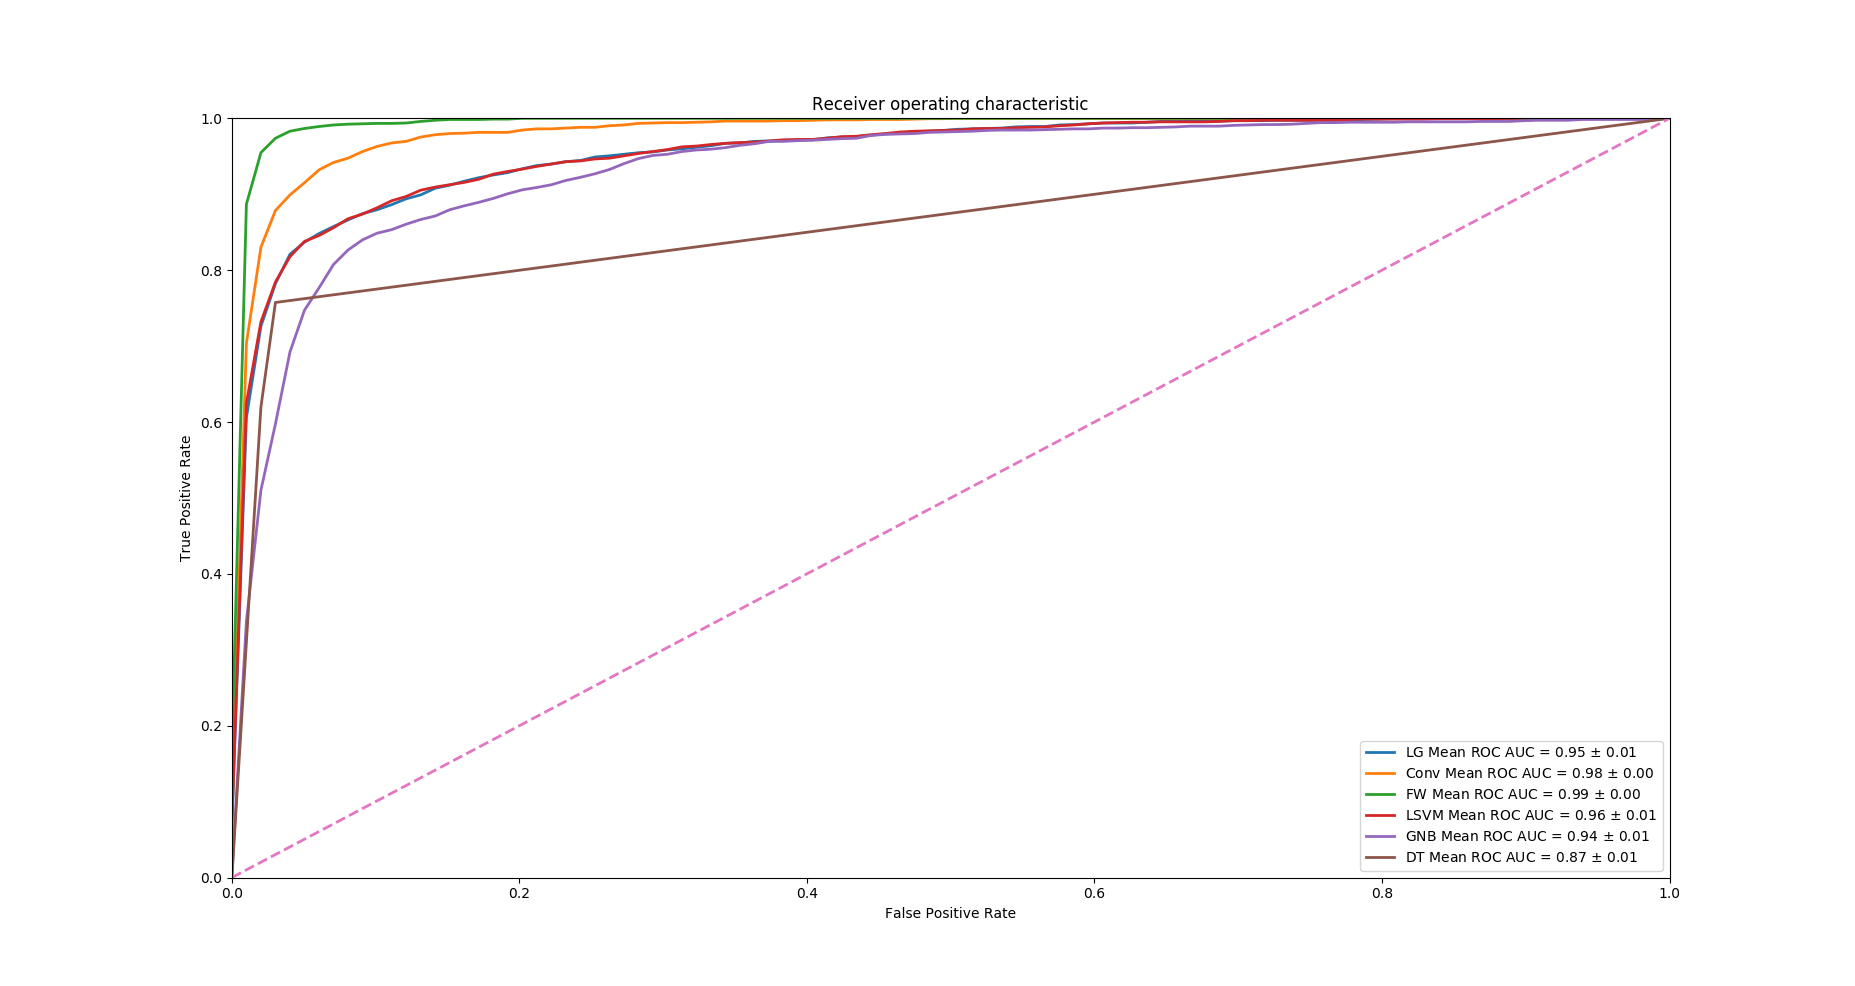 Receiver operating characteristic
1.0
0.8
0.6
0.4
0.2
0.0
True Positive Rate
0.0 0.2 0.4 0.6 0.8 1.0
False Positive Rate
LG Mean ROC AUC = 0.95 ± 0.01
Conv Mean ROC AUC = 0.98 ± 0.00
FW Mean ROC AUC = 0.99 ± 0.00
LSVM Mean ROC AUC = 0.96 ± 0.01
GNB Mean ROC AUC = 0.94 ± 0.01
DT Mean ROC AUC = 0.87 ± 0.01